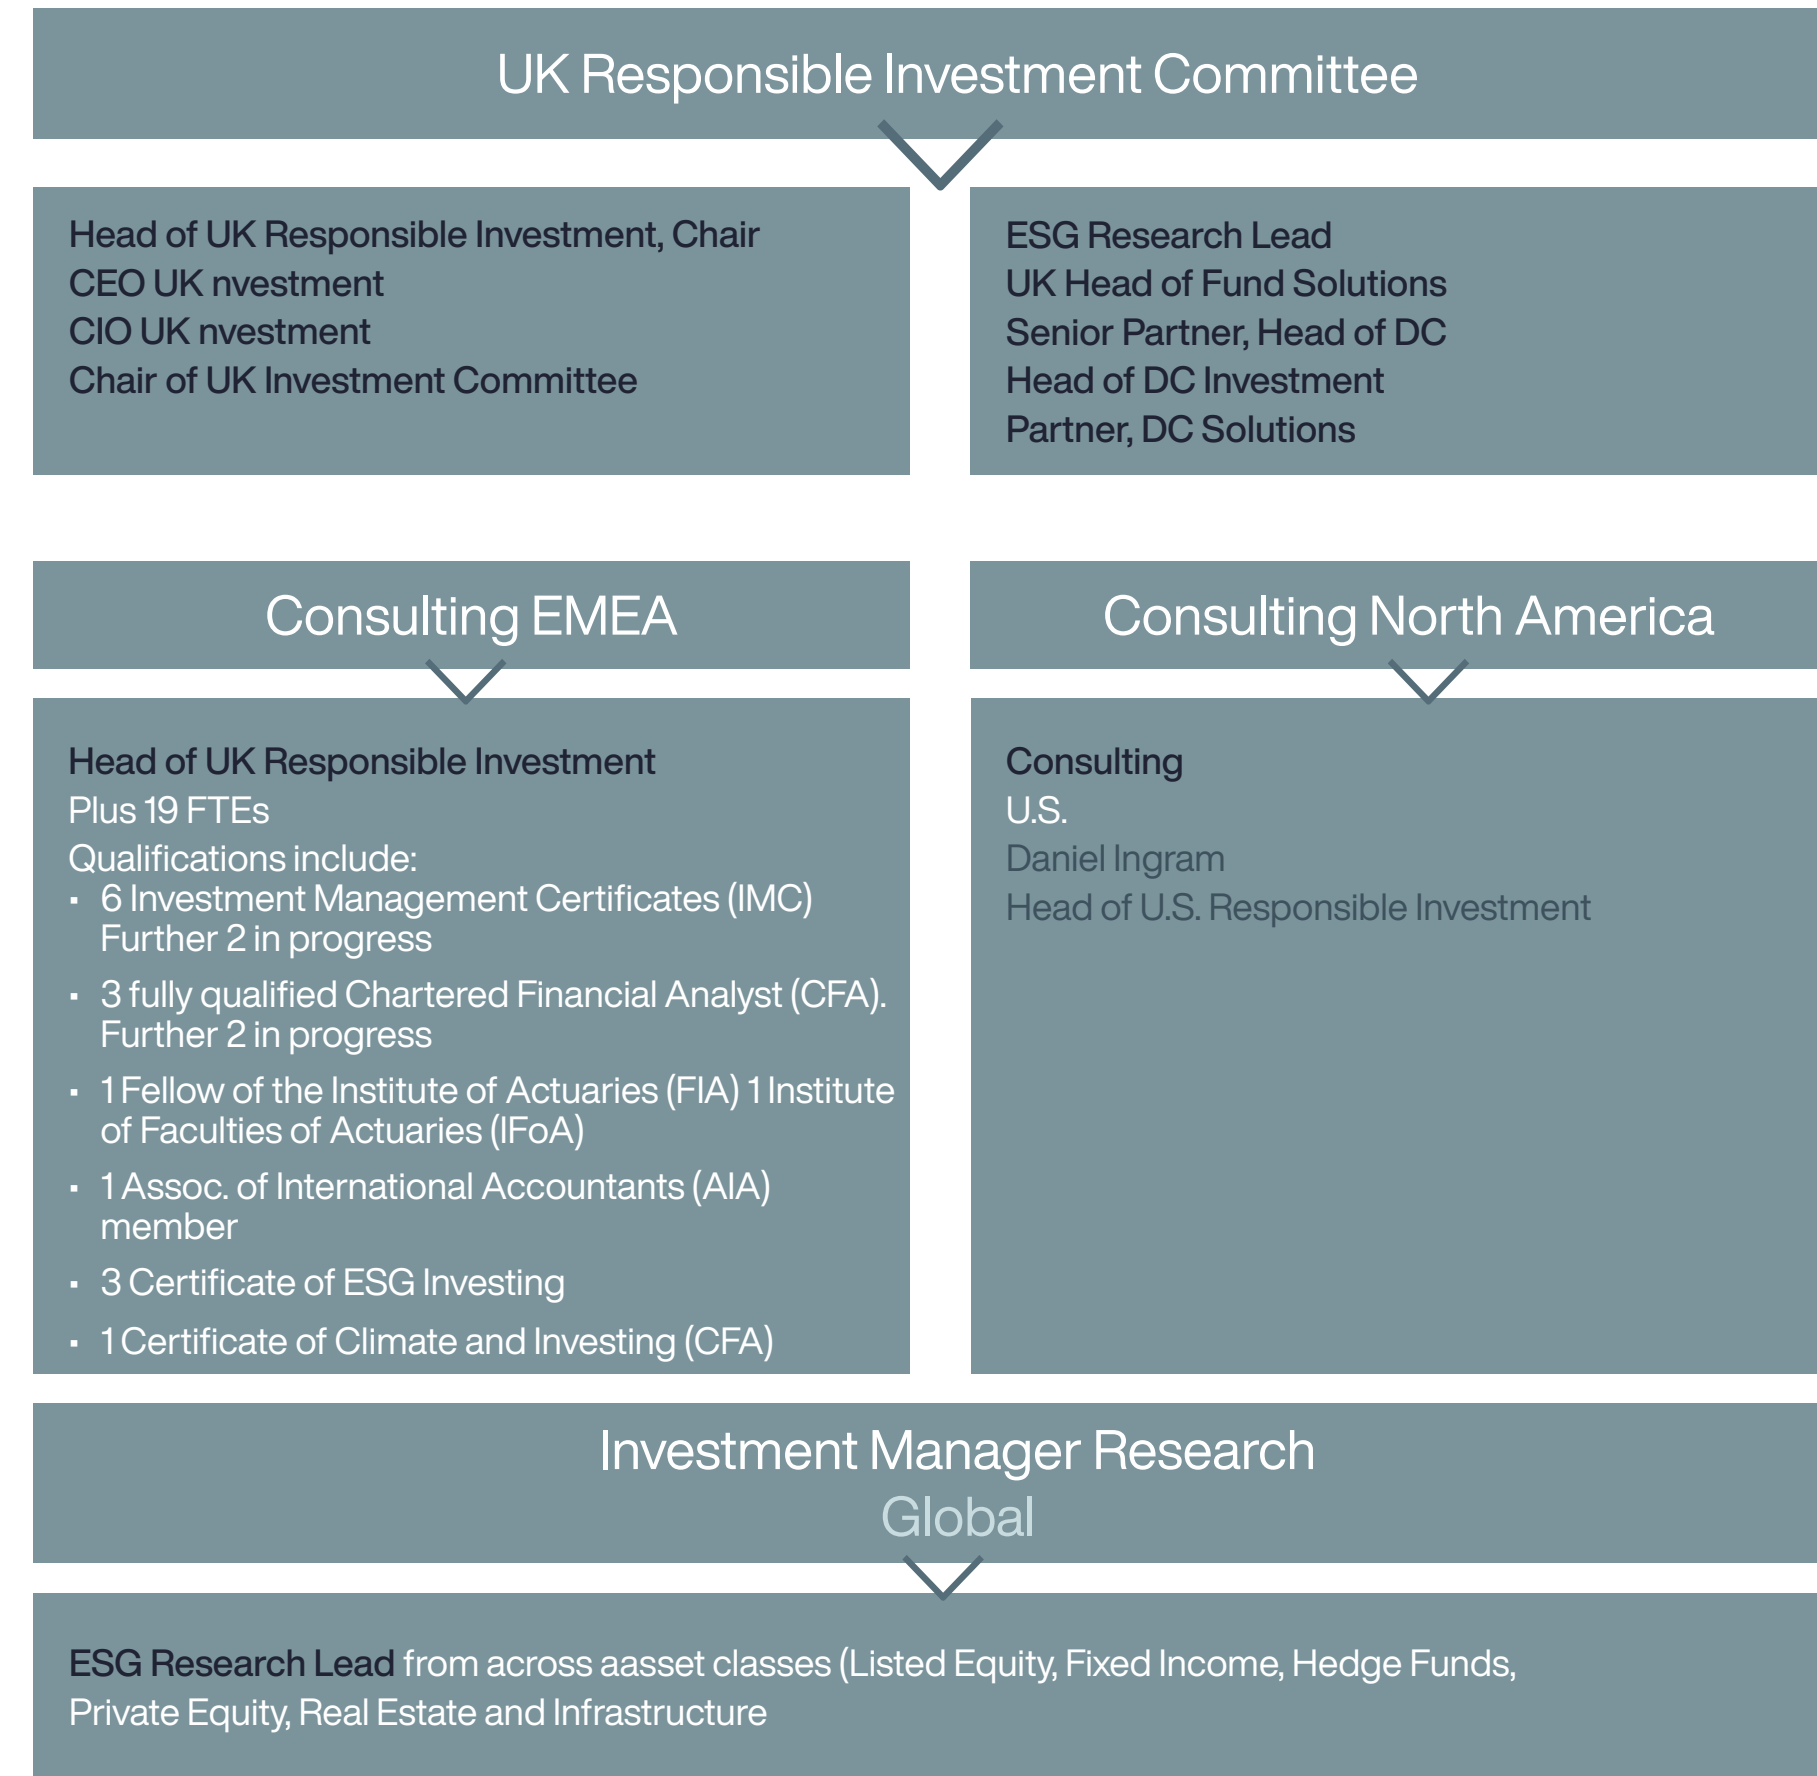 UK Responsible Investment Committee
Head of UK Responsible Investment, Chair
CEO UK nvestment
CIO UK nvestment
Chair of UK Investment Committee
ESG Research Lead
UK Head of Fund Solutions
Senior Partner, Head of DC
Head of DC Investment
Partner, DC Solutions
Consulting EMEA
Head of UK Responsible Investment
Plus 19 FTEs
Qualifications include:
▪ 6 Investment Management Certificates (IMC)
Further 2 in progress
▪ 3 fully qualified Chartered Financial Analyst (CFA).
Further 2 in progress
▪ 1 Fellow of the Institute of Actuaries (FIA) 1 Institute
of Faculties of Actuaries (IFoA)
▪ 1 Assoc. of International Accountants (AIA)
member
▪ 3 Certificate of ESG Investing
▪ 1 Certificate of Climate and Investing (CFA)
Consulting North America
Consulting
U.S.
Daniel Ingram
Head of U.S. Responsible Investment
Investment Manager Research
Global
ESG Research Lead from across aasset classes (Listed Equity, Fixed Income, Hedge Funds,
Private Equity, Real Estate and Infrastructure